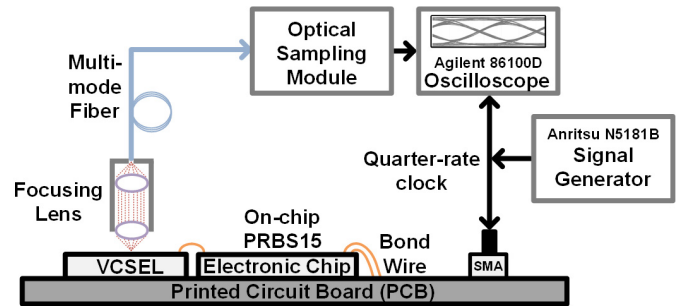 Multi-
mode
Fiber
Optical
Sampling
Module
Agilent 86100D
Oscilloscope
Quarter-rate
clock
Anritsu N5181B
Signal
Generator
Focusing
Lens
On-chip
PRBS15
Bond
Wire
VCSEL
Electronic Chip
SMA
Printed Circuit Board (PCB)